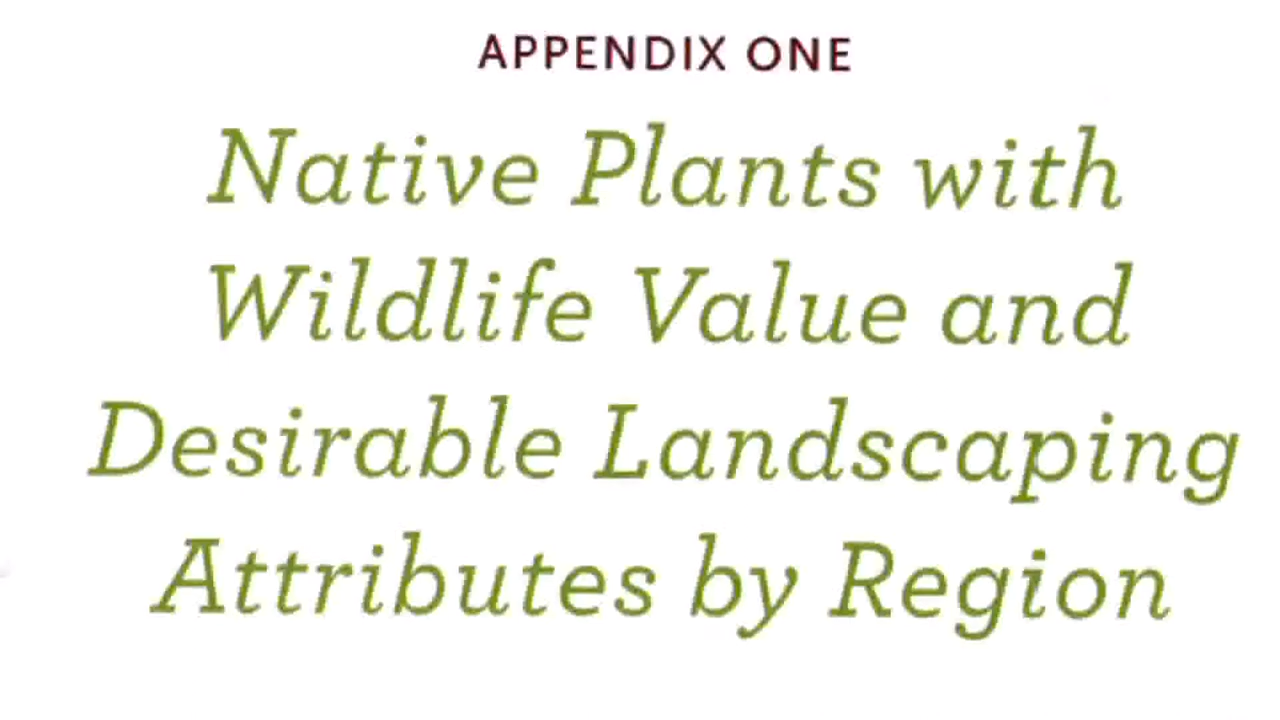 APPENDIX ONE
Native Plants with
Wildlife Value and
Desirable Landscaping
Attributes by Region